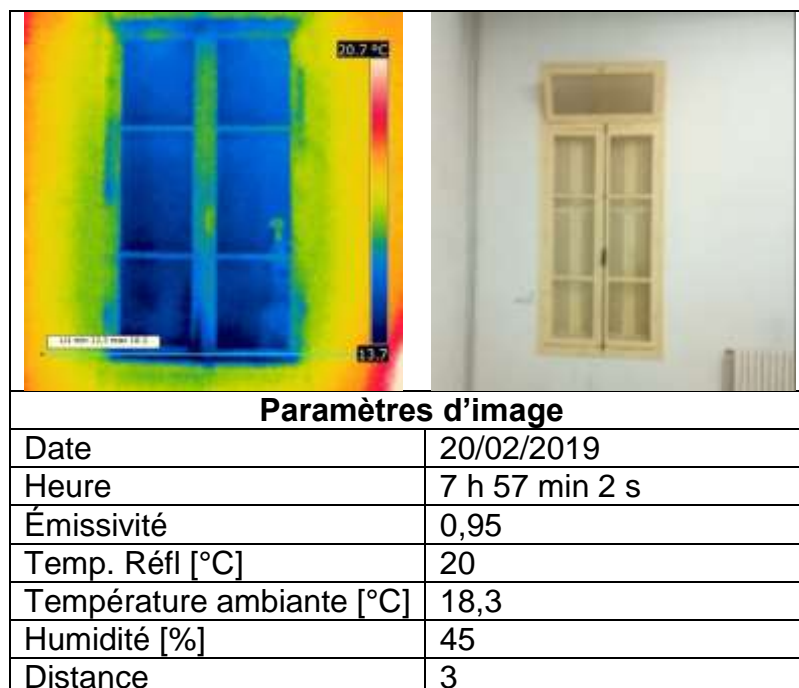 20.7 °C
13.7
Paramètres d’image
Date 20/02/2019
Heure 7 h 57 min 2 s
Émissivité 0,95
Temp. Réfl [°C] 20
Température ambiante [°C] 18,3
Humidité [%] 45
Distance 3